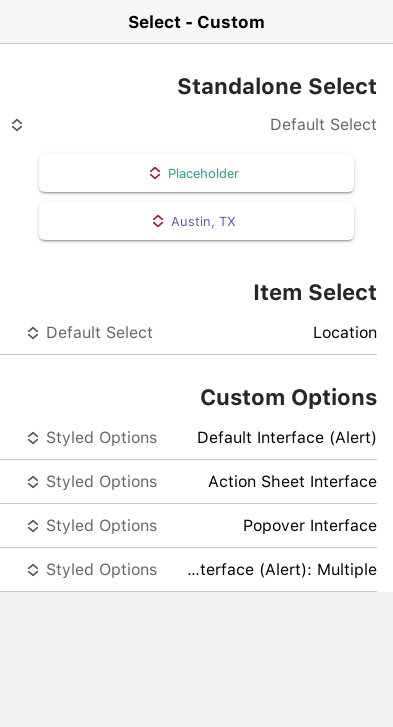 Select - Custom
Standalone Select
Default Select
Placeholder
Austin, TX
Item Select
Location
Default Select
Custom Options
Default Interface (Alert)
Styled Options
Action Sheet Interface
Styled Options
Popover Interface
Styled Options
...terface (Alert): Multiple
Styled Options